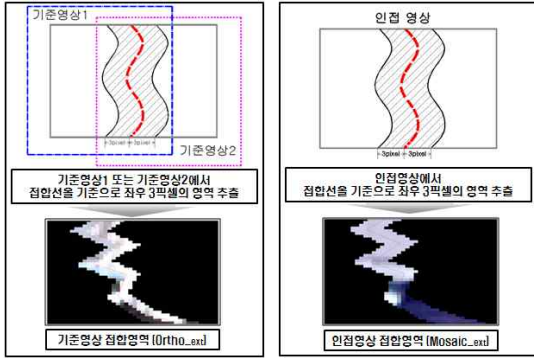 기준영상1
기준영상2
3pixel
3pixel
기준영상1 또는 기준영상2에서
접합선을 기준으로 좌우 3픽셀의 영역 추출
기준영상 접합영역 (Ortho_ext)
인접 영상
3pixel
3pixel
인접영상에서
접합선을 기준으로 좌우 3픽셀의 영역 추출
인접영상 접합영역 (Mosaic_ext)